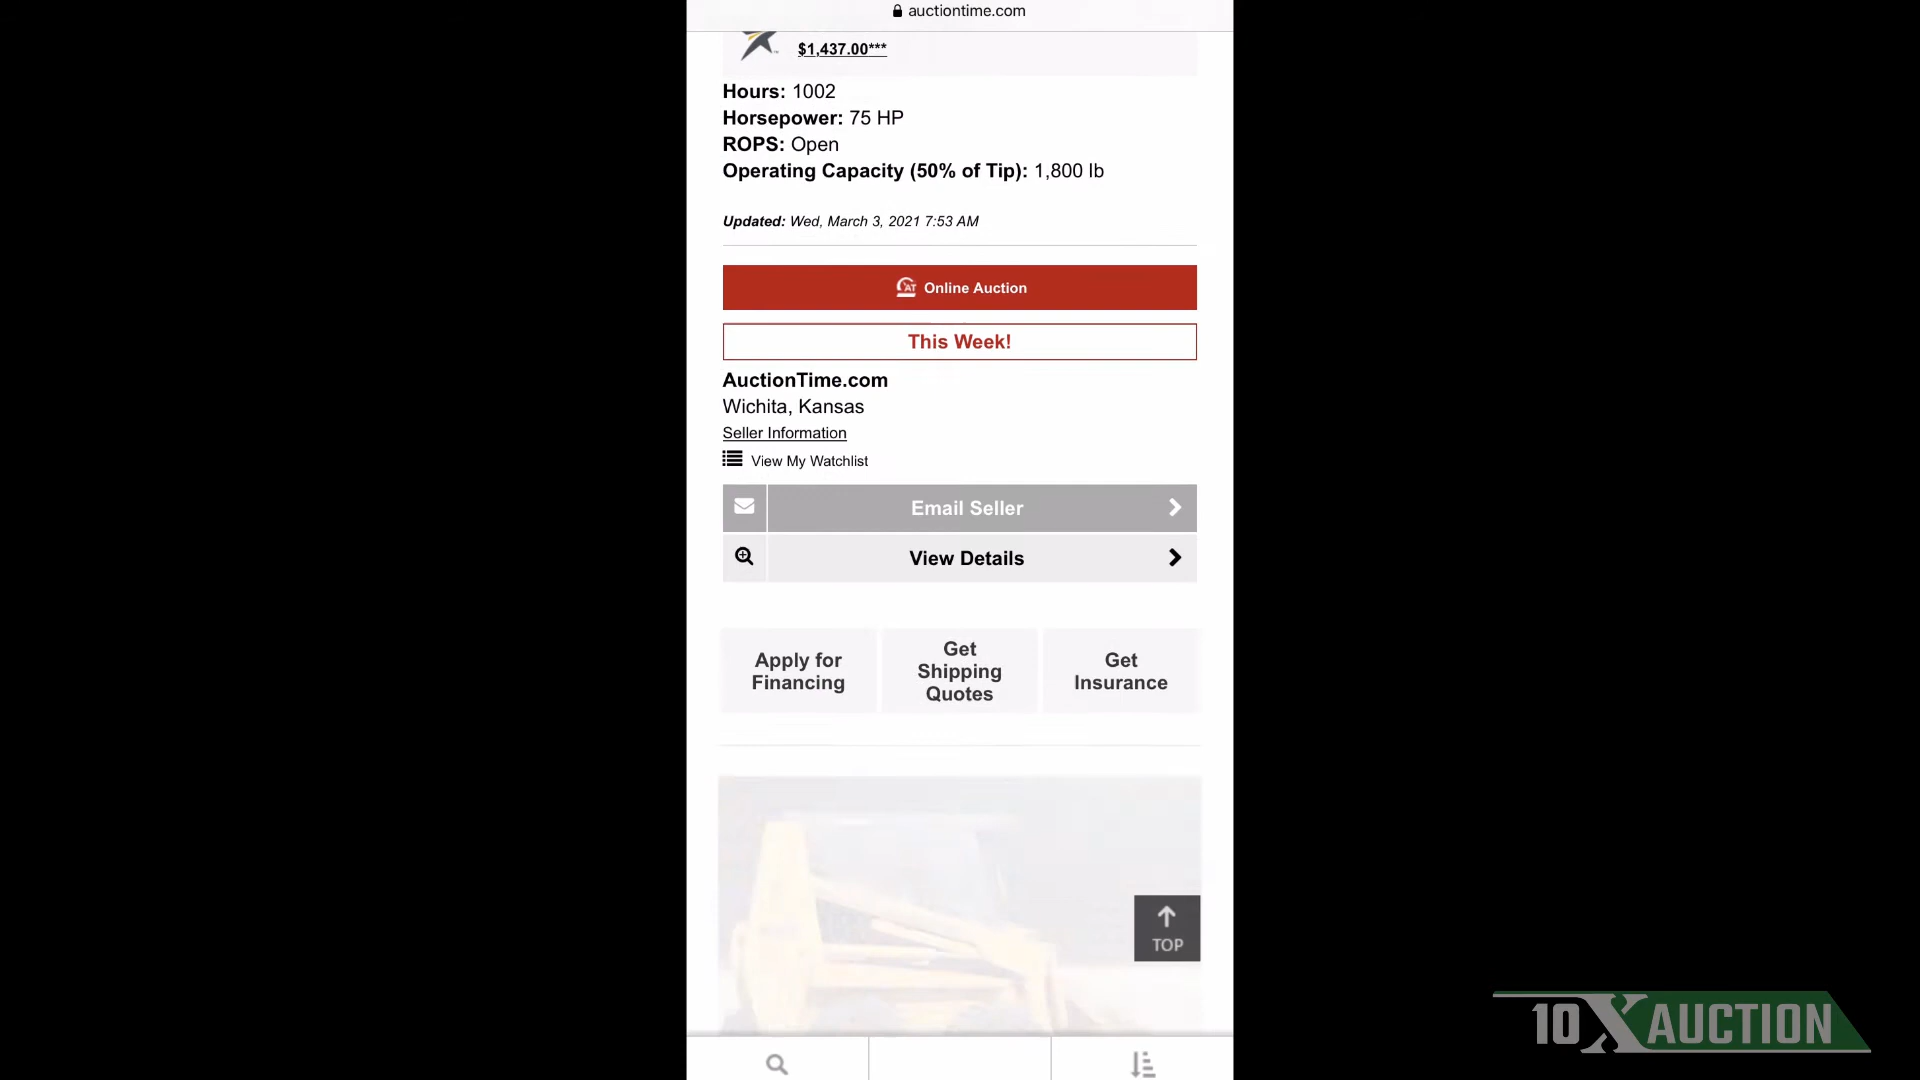 auctiontime.com
$1,437.00***
Hours: 1002
Horsepower: 75 HP
ROPS: Open
Operating Capacity (50% of Tip): 1,800 lb
Updated: Wed, March 3, 2021 7:53 AM
AT Online Auction
This Week!
AuctionTime.com
Wichita, Kansas
Seller Information
View My Watchlist
Email Seller
View Details
Apply for
Financing
Get
Shipping
Quotes
Get
Insurance
TOP
10XAUCTION